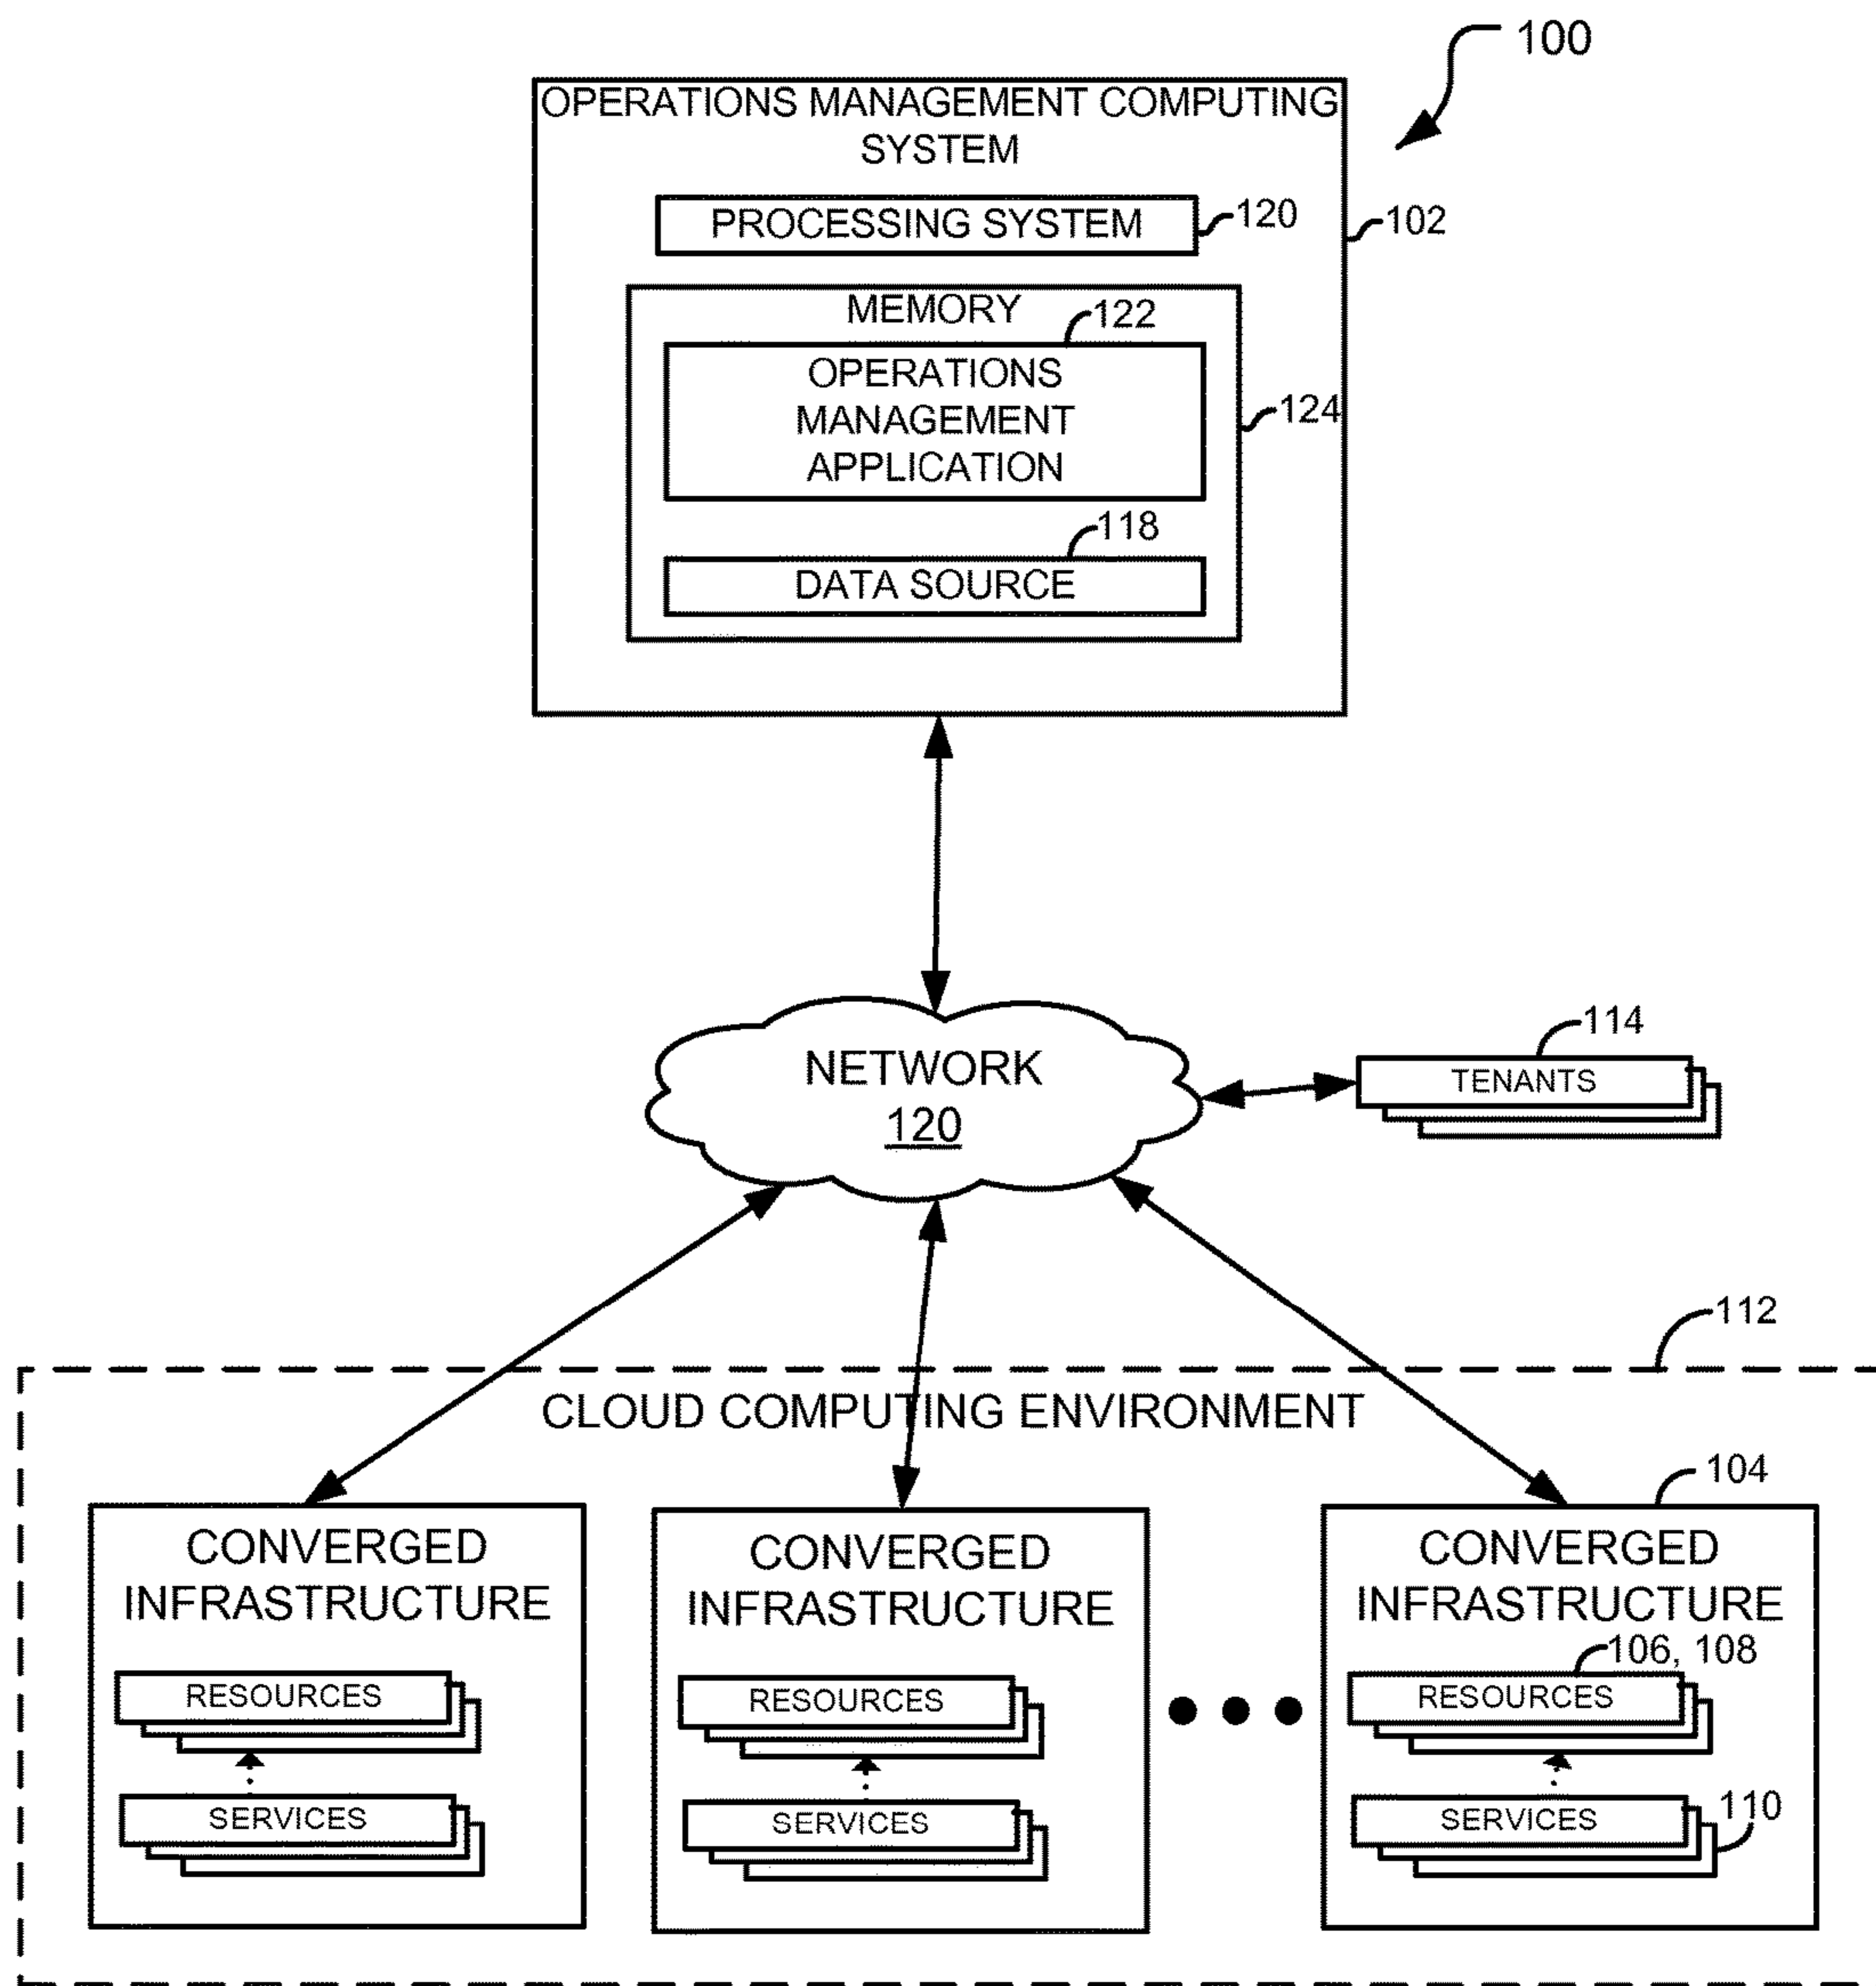 100
OPERATIONS MANAGEMENT COMPUTING
SYSTEM
PROCESSING SYSTEM
120
102
MEMORY
122
OPERATIONS
MANAGEMENT
APPLICATION
124
118
DATA SOURCE
NETWORK
120
114
TENANTS
112
CLOUD COMPUTING ENVIRONMENT
CONVERGED
INFRASTRUCTURE
RESOURCES
SERVICES
CONVERGED
INFRASTRUCTURE
RESOURCES
SERVICES
104
CONVERGED
INFRASTRUCTURE
106, 108
RESOURCES
SERVICES
110